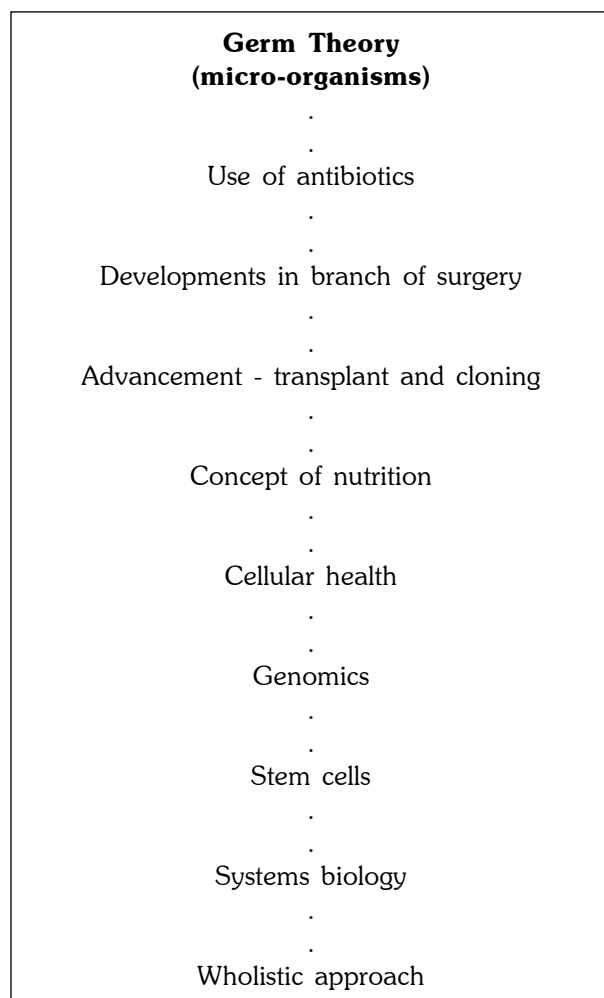 Germ Theory
(micro-organisms)
.
.
Use of antibiotics
.
.
Developments in branch of surgery
.
.
Advancement - transplant and cloning
.
.
Concept of nutrition
.
.
Cellular health
.
.
Genomics
.
.
Stem cells
.
.
Systems biology
.
.
Wholistic approach